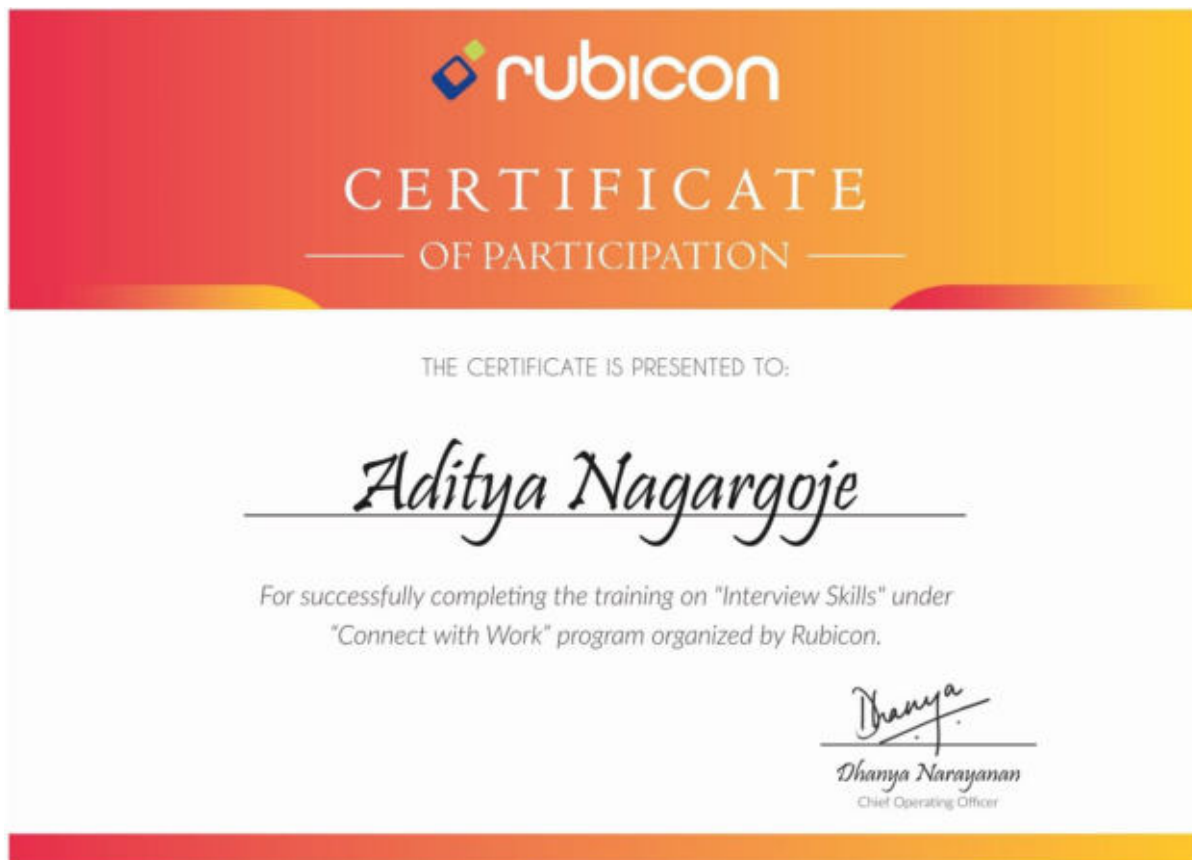 rubicon
CERTIFICATE
OF PARTICIPATION
THE CERTIFICATE IS PRESENTED TO:
Aditya Nagargoje
For successfully completing the training on "Interview Skills" under
"Connect with Work" program organized by Rubicon.
Dhanya
Dhanya Narayanan
Chief Operating Officer